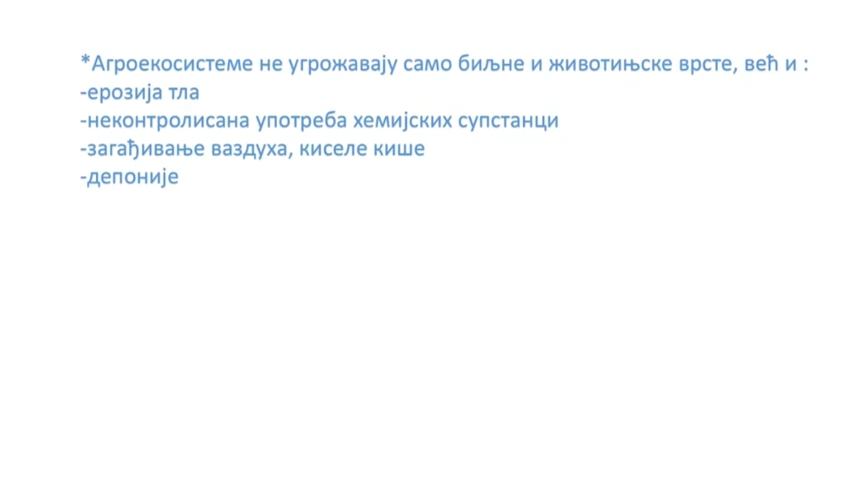 *Агроекосистеме не угрожавају само биљне и животињске врсте, већ и :
-ерозија тла
-неконтролисана употреба хемијских супстанци
-загађивање ваздуха, киселе кише
-депоније